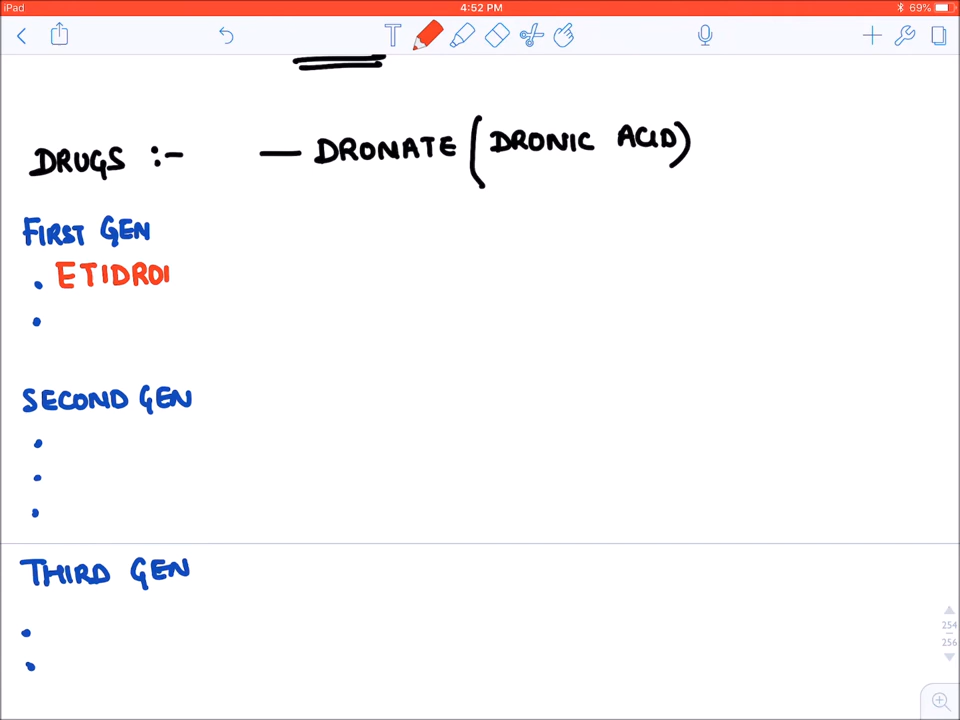 iPad 4:52 PM 69%
T
DRUGS :- — DRONATE (DRONIC ACID)
FIRST GEN
• ETIDROI
•
SECOND GEN
•
•
•
THIRD GEN
•
•
254
256